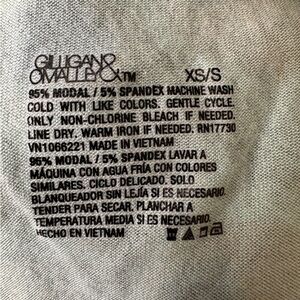 GILLIGAN&
O'MALLEY&™ XS/S
95% MODAL / 5% SPANDEX MACHINE WASH
COLD WITH LIKE COLORS. GENTLE CYCLE.
ONLY NON-CHLORINE BLEACH IF NEEDED.
LINE DRY. WARM IRON IF NEEDED. RN17730
VN1066221 MADE IN VIETNAM
95% MODAL / 5% SPANDEX LAVAR A
MÁQUINA CON AGUA FRÍA CON COLORES
SIMILARES. CICLO DELICADO. SOLO
BLANQUEADOR SIN LEJÍA SI ES NECESARIO.
TENDER PARA SECAR. PLANCHAR A
TEMPERATURA MEDIA SI ES NECESARIO.
HECHO EN VIETNAM